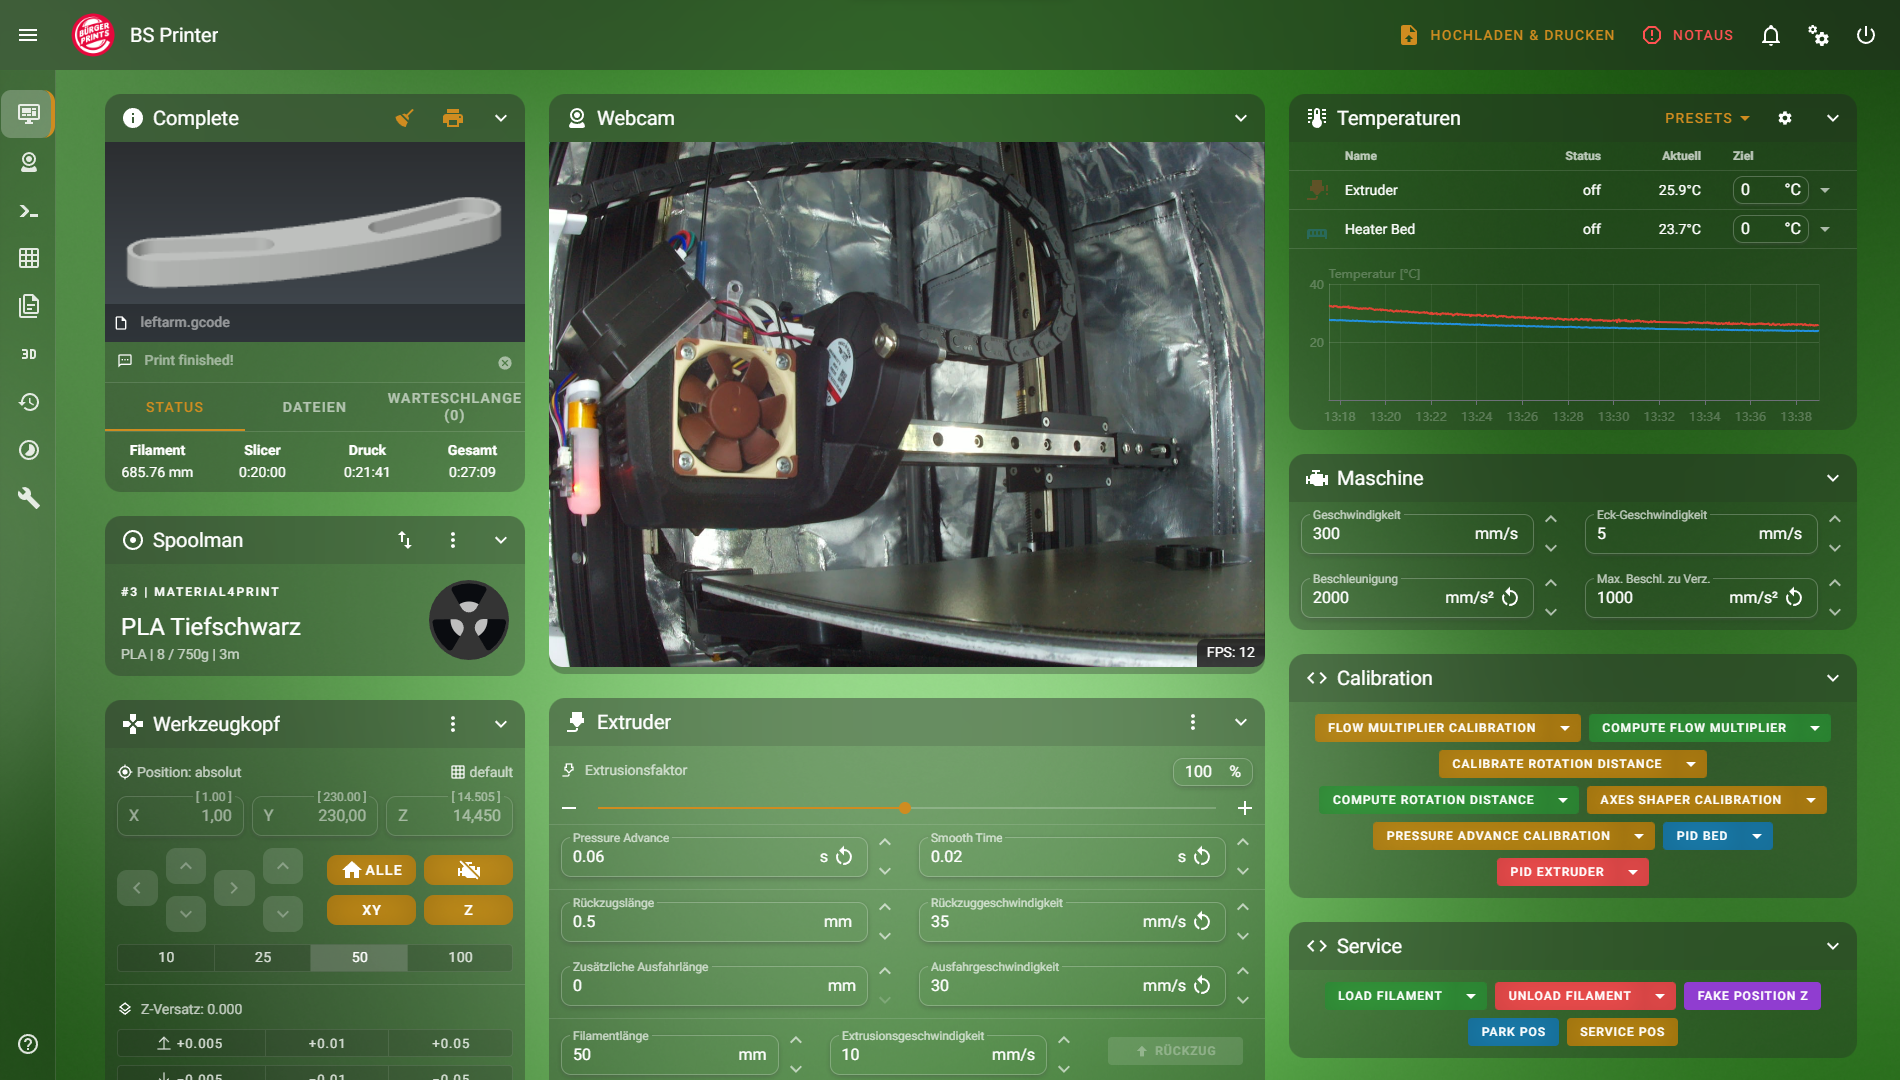 BÜRGER
PRINTS
BS Printer
HOCHLADEN & DRUCKEN
NOTAUS
Complete
leftarm.gcode
Print finished!
STATUS
DATEIEN
WARTESCHLANGE
(0)
Filament Slicer Druck Gesamt
685.76 mm 0:20:00 0:21:41 0:27:09
Spoolman
#3 | MATERIAL4PRINT
PLA Tiefschwarz
PLA | 8 / 750g | 3m
Werkzeugkopf
Position: absolut default
[ 1.00 ] [ 230.00 ] [ 14.505 ]
X 1,00 Y 230,00 Z 14,450
ALLE
XY Z
10 25 50 100
Z-Versatz: 0.000
+0.005 +0.01 +0.05
-0.005 -0.01 -0.05
3D
Webcam
FPS: 12
Extruder
Extrusionsfaktor 100 %
Pressure Advance
0.06 s
Smooth Time
0.02 s
Rückzugslänge
0.5 mm
Rückzuggeschwindigkeit
35 mm/s
Zusätzliche Ausfahrlänge
0 mm
Ausfahrgeschwindigkeit
30 mm/s
Filamentlänge
50 mm
Extrusionsgeschwindigkeit
10 mm/s
RÜCKZUG
Temperaturen
PRESETS
Name Status Aktuell Ziel
Extruder off 25.9°C 0 °C
Heater Bed off 23.7°C 0 °C
Temperatur [°C]
40
20
13:18 13:20 13:22 13:24 13:26 13:28 13:30 13:32 13:34 13:36 13:38
Maschine
Geschwindigkeit
300 mm/s
Eck-Geschwindigkeit
5 mm/s
Beschleunigung
2000 mm/s²
Max. Beschl. zu Verz.
1000 mm/s²
Calibration
FLOW MULTIPLIER CALIBRATION
COMPUTE FLOW MULTIPLIER
CALIBRATE ROTATION DISTANCE
COMPUTE ROTATION DISTANCE
AXES SHAPER CALIBRATION
PRESSURE ADVANCE CALIBRATION
PID BED
PID EXTRUDER
Service
LOAD FILAMENT
UNLOAD FILAMENT
FAKE POSITION Z
PARK POS
SERVICE POS